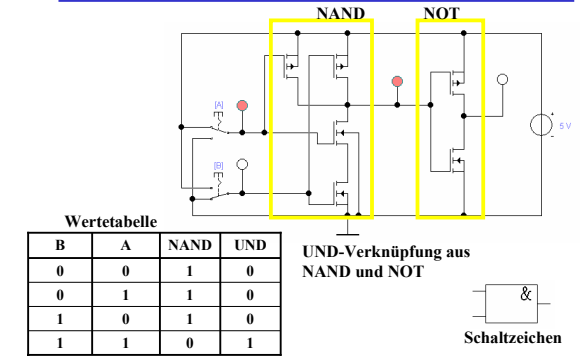 NAND NOT
[A]
5 V
[B]
Wertetabelle
B A NAND UND
0 0 1 0
0 1 1 0
1 0 1 0
1 1 0 1
UND-Verknüpfung aus
NAND und NOT
&
Schaltzeichen